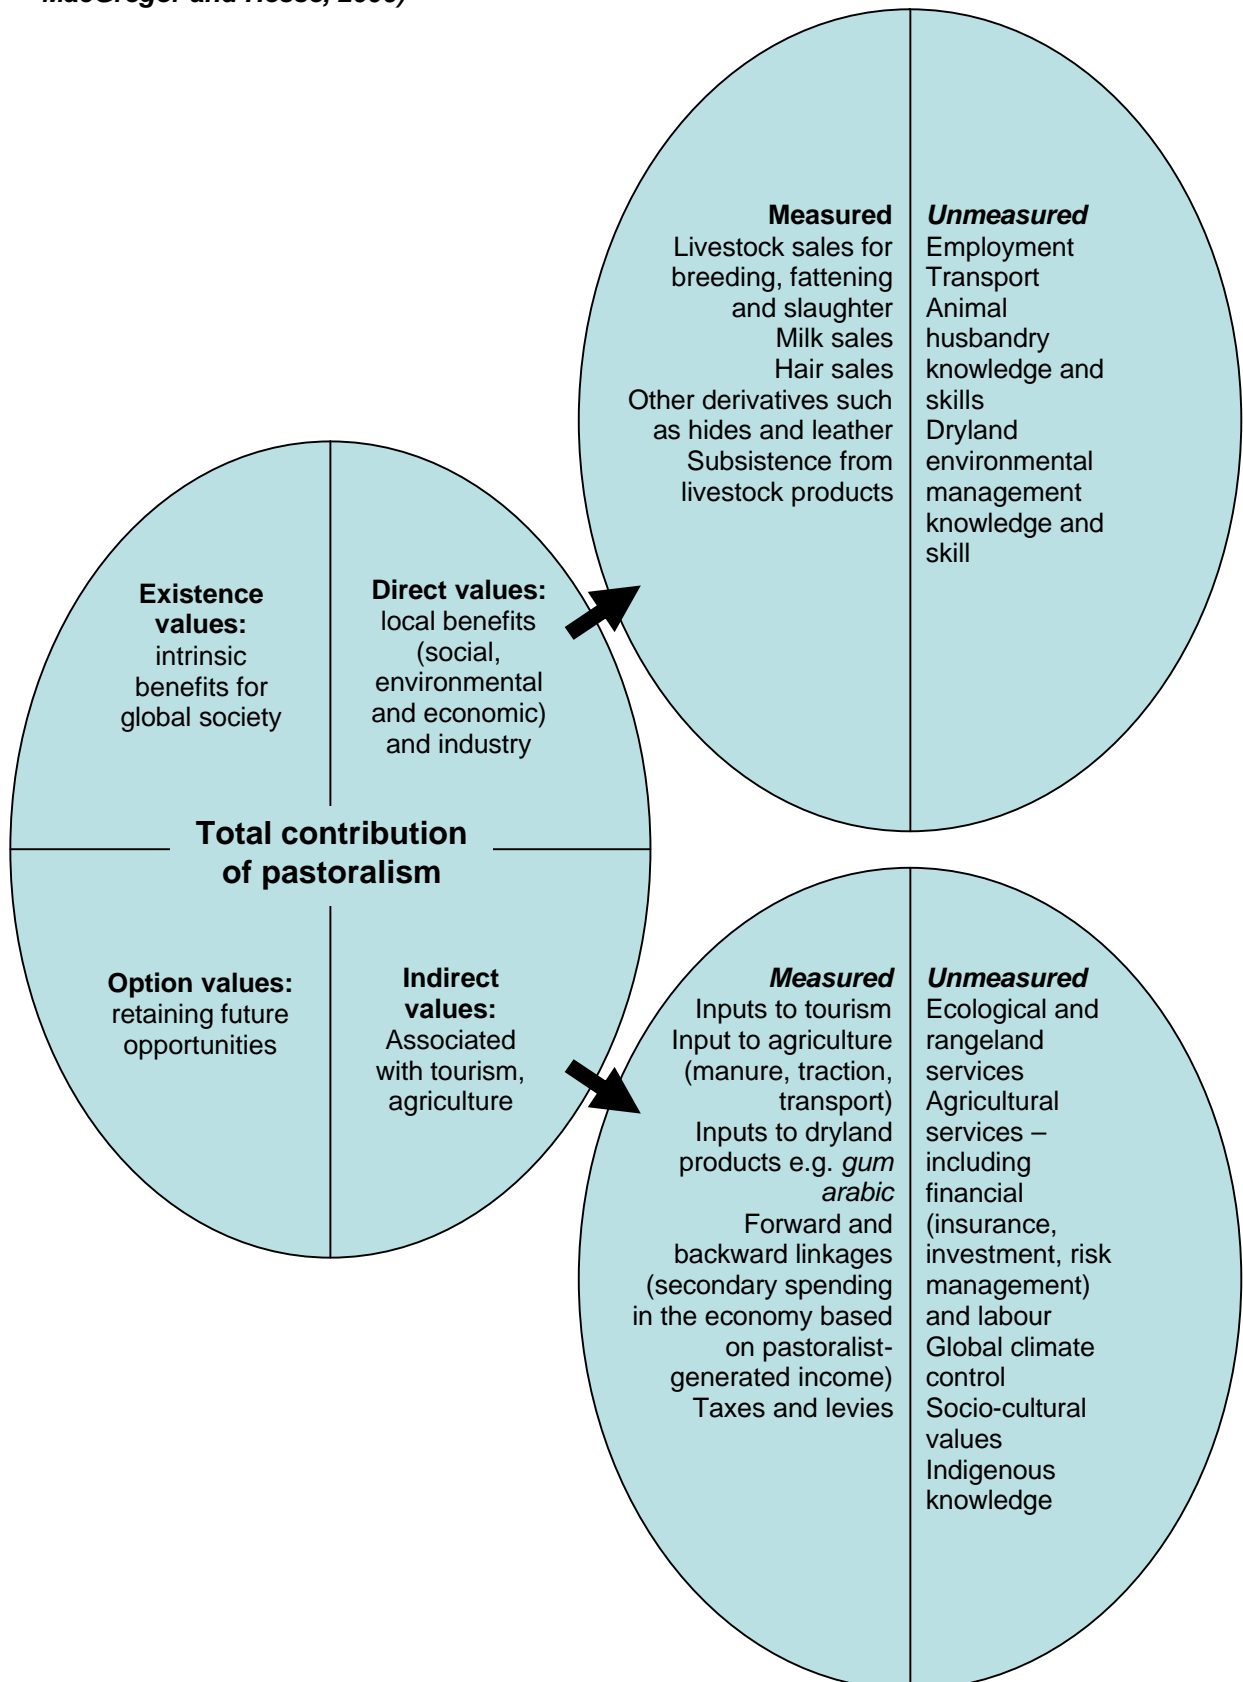 MacGregor and Hesse,
Measured
Livestock sales for
breeding, fattening
and slaughter
Milk sales
Hair sales
Other derivatives such
as hides and leather
Subsistence from
livestock products
Unmeasured
Employment
Transport
Animal
husbandry
knowledge and
skills
Dryland
environmental
management
knowledge and
skill
Existence
values:
intrinsic
benefits for
global society
Direct values:
local benefits
(social,
environmental
and economic)
and industry
Total contribution
of pastoralism
Option values:
retaining future
opportunities
Indirect
values:
Associated
with tourism,
agriculture
Measured
Inputs to tourism
Input to agriculture
(manure, traction,
transport)
Inputs to dryland
products e.g. gum
arabic
Forward and
backward linkages
(secondary spending
in the economy based
on pastoralist-
generated income)
Taxes and levies
Unmeasured
Ecological and
rangeland
services
Agricultural
services –
including
financial
(insurance,
investment, risk
management)
and labour
Global climate
control
Socio-cultural
values
Indigenous
knowledge